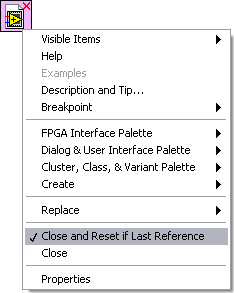 Visible Items
Help
Examples
Description and Tip...
Breakpoint
FPGA Interface Palette
Dialog & User Interface Palette
Cluster, Class, & Variant Palette
Create
Replace
Close and Reset if Last Reference
Close
Properties